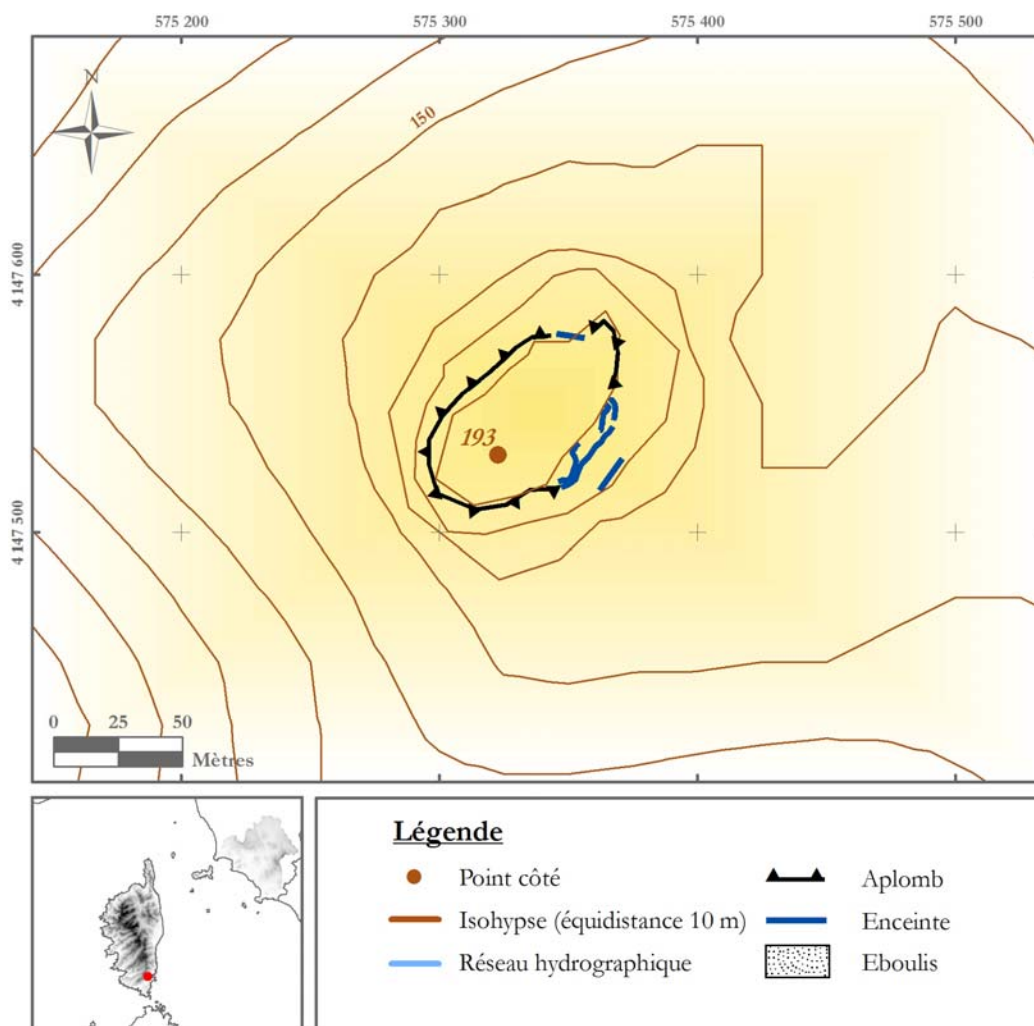 575 200 575 300 575 400 575 500
N
150
4 147 600
193
4 147 500
0 25 50
Mètres
Légende
Point côté
Aplomb
Isohypse (équidistance 10 m)
Enceinte
Réseau hydrographique
Eboulis